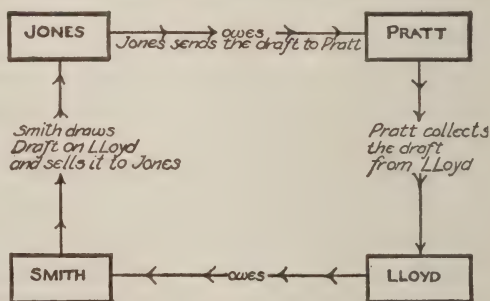 JONES
owes
Jones sends the draft to Pratt
PRATT
Smith draws
Draft on LLoyd
and sells it to Jones
Pratt collects
the draft
from LLoyd
SMITH
owes
LLOYD